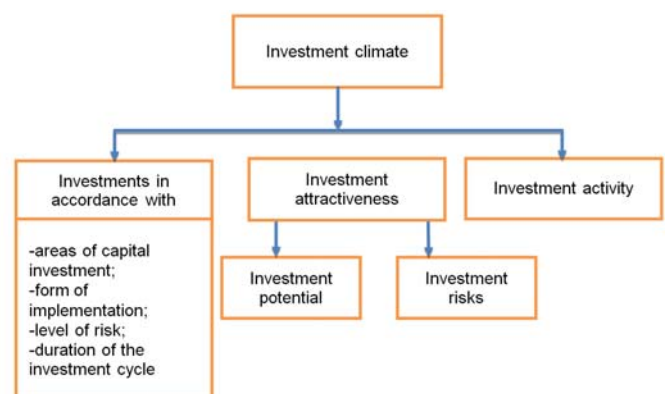 Investment climate
Investments in
accordance with
-areas of capital
investment;
-form of
implementation;
-level of risk;
-duration of the
investment cycle
Investment
attractiveness
Investment
potential
Investment
risks
Investment activity